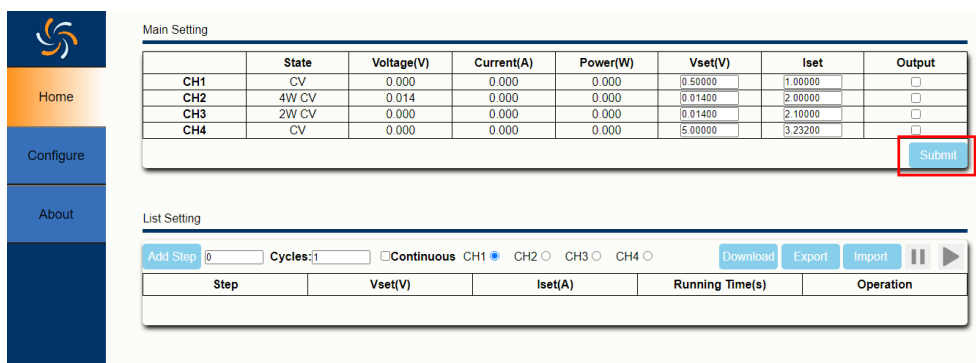 Main Setting
State Voltage(V) Current(A) Power(W) Vset(V) Iset Output
CH1 CV 0.000 0.000 0.000 0.50000 1.00000
Home
CH2 4W CV 0.014 0.000 0.000 0.01400 2.00000
CH3 2W CV 0.000 0.000 0.000 0.01400 2.10000
CH4 CV 0.000 0.000 0.000 5.00000 3.23200
Configure
Submit
About
List Setting
Add Step 0 Cycles:1 Continuous CH1 CH2 CH3 CH4 Download Export Import
Step Vset(V) Iset(A) Running Time(s) Operation